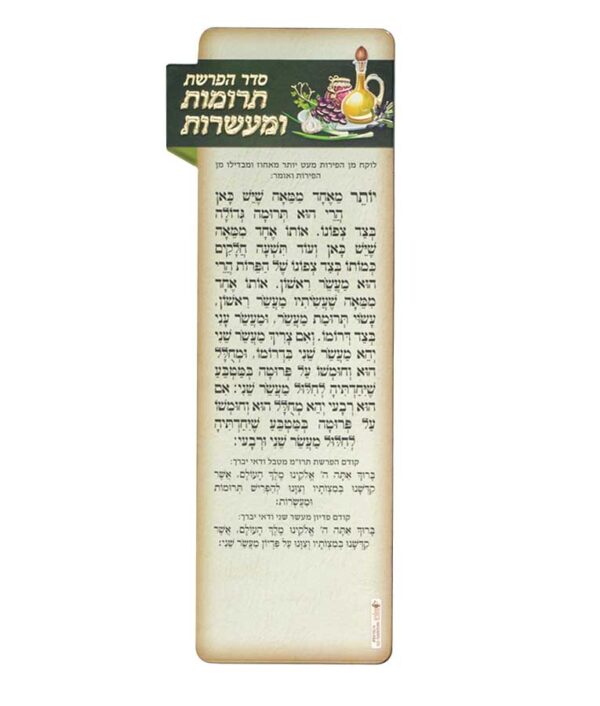 סדר הפרשת
תרומות
ומעשרות
לוקח מן הפירות מעט יותר מאחוז ומבדילו מן
הפירות ואומר:
יוֹתֵר מֵאֶחָד מִמֵּאָה שֶׁיֵּשׁ כָּאן
הֲרֵי הוּא תְּרוּמָה גְּדוֹלָה
בְּצַד צְפוֹנוֹ. אוֹתוֹ אֶחָד מִמֵּאָה
שֶׁיֵּשׁ כָּאן וְעוֹד תִּשְׁעָה חֲלָקִים
כְּמוֹתוֹ בְּצַד צְפוֹנוֹ שֶׁל הַפֵּרוֹת הֲרֵי
הוּא מַעֲשֵׂר רִאשׁוֹן. אוֹתוֹ אֶחָד
מִמֵּאָה שֶׁעֲשִׂיתִיו מַעֲשֵׂר רִאשׁוֹן,
עָשׂוּי תְּרוּמַת מַעֲשֵׂר, וּמַעֲשֵׂר עָנִי
בְּצַד דְּרוֹמוֹ. וְאִם צָרִיךְ מַעֲשֵׂר שֵׁנִי
יְהֵא מַעֲשֵׂר שֵׁנִי בִּדְרוֹמוֹ, וּמְחֻלָּל
הוּא וְחוּמְשׁוֹ עַל פְּרוּטָה בְּמַטְבֵּעַ
שֶׁיִּחַדְתִּיהָ לְחִלּוּל מַעֲשֵׂר שֵׁנִי: אִם
הוּא רְבָעִי יְהֵא מְחֻלָּל הוּא וְחוּמְשׁוֹ
עַל פְּרוּטָה בְּמַטְבֵּעַ שֶׁיִּחַדְתִּיהָ
לְחִלּוּל מַעֲשֵׂר שֵׁנִי וּרְבָעִי:
קודם הפרשת תרו"מ מטבל ודאי יברך:
בָּרוּךְ אַתָּה ה' אֱלֹקֵינוּ מֶלֶךְ הָעוֹלָם, אֲשֶׁר
קִדְּשָׁנוּ בְּמִצְוֹתָיו וְצִוָּנוּ לְהַפְרִישׁ תְּרוּמוֹת
וּמַעַשְׂרוֹת:
קודם פדיון מעשר שני ודאי יברך:
בָּרוּךְ אַתָּה ה' אֱלֹקֵינוּ מֶלֶךְ הָעוֹלָם, אֲשֶׁר
קִדְּשָׁנוּ בְּמִצְוֹתָיו וְצִוָּנוּ עַל פִּדְיוֹן מַעֲשֵׂר שֵׁנִי: